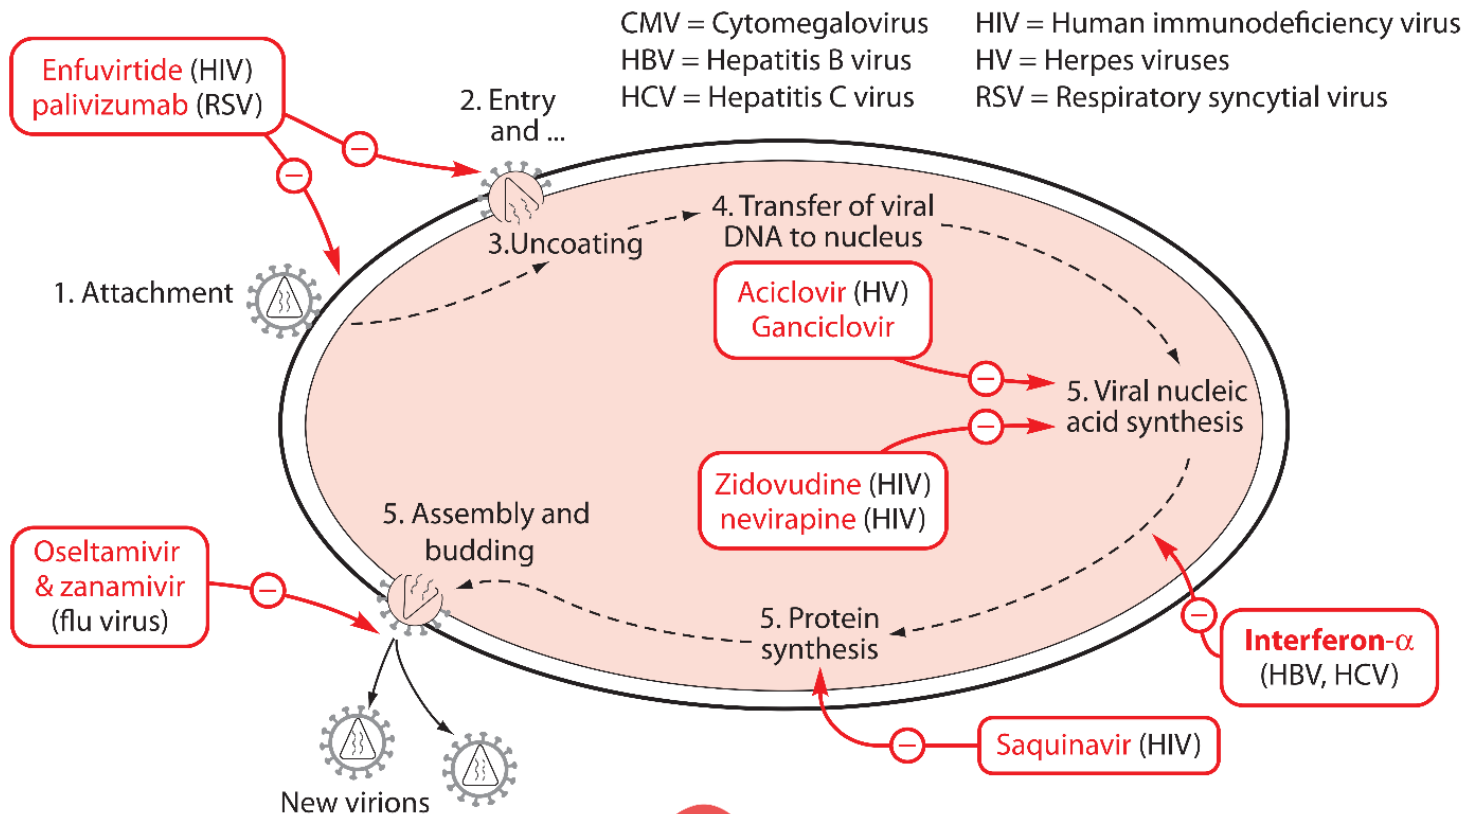 CMV = Cytomegalovirus
HBV = Hepatitis B virus
HCV = Hepatitis C virus
HIV = Human immunodeficiency virus
HV = Herpes viruses
RSV = Respiratory syncytial virus
Enfuvirtide (HIV)
palivizumab (RSV)
2. Entry
and ...
1. Attachment
3.Uncoating
4. Transfer of viral
DNA to nucleus
Aciclovir (HV)
Ganciclovir
5. Viral nucleic
acid synthesis
Zidovudine (HIV)
nevirapine (HIV)
5. Assembly and
budding
Oseltamivir
& zanamivir
(flu virus)
5. Protein
synthesis
Interferon-α
(HBV, HCV)
Saquinavir (HIV)
New virions